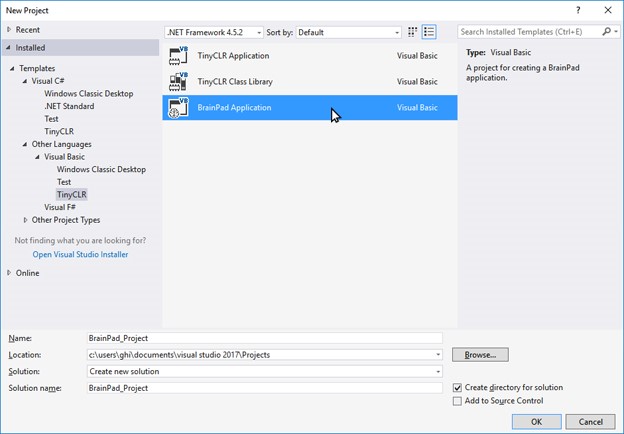 New Project
? 
Recent
.NET Framework 4.5.2 Sort by: Default
Search Installed Templates (Ctrl+E)
Installed
Templates
Visual C#
Windows Classic Desktop
.NET Standard
Test
TinyCLR
Other Languages
Visual Basic
Windows Classic Desktop
Test
TinyCLR
Visual F#
Other Project Types
Not finding what you are looking for?
Open Visual Studio Installer
Online
VB TinyCLR Application Visual Basic
VB TinyCLR Class Library Visual Basic
VB BrainPad Application Visual Basic
Type: Visual Basic
A project for creating a BrainPad
application.
Name: BrainPad_Project
Location: c:\users\ghi\documents\visual studio 2017\Projects Browse...
Solution: Create new solution
Solution name: BrainPad_Project
Create directory for solution
Add to Source Control
OK Cancel